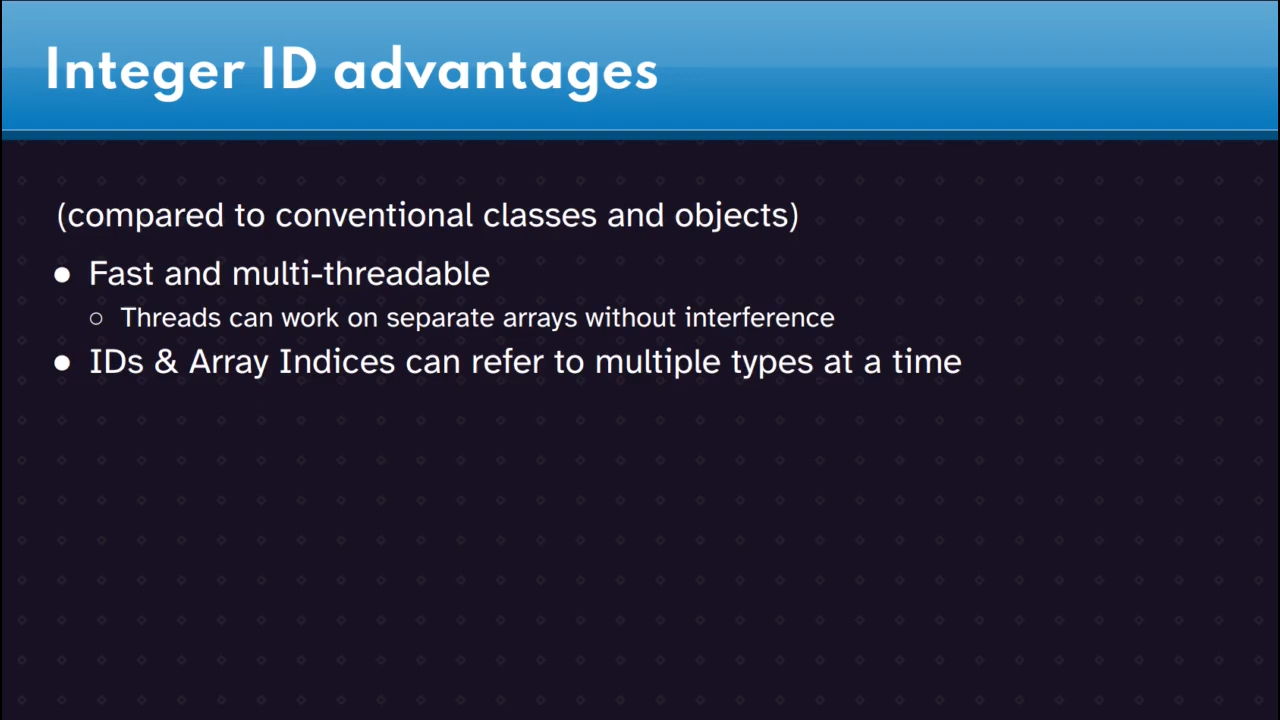 Integer ID advantages
(compared to conventional classes and objects)
● Fast and multi-threadable
○ Threads can work on separate arrays without interference
● IDs & Array Indices can refer to multiple types at a time